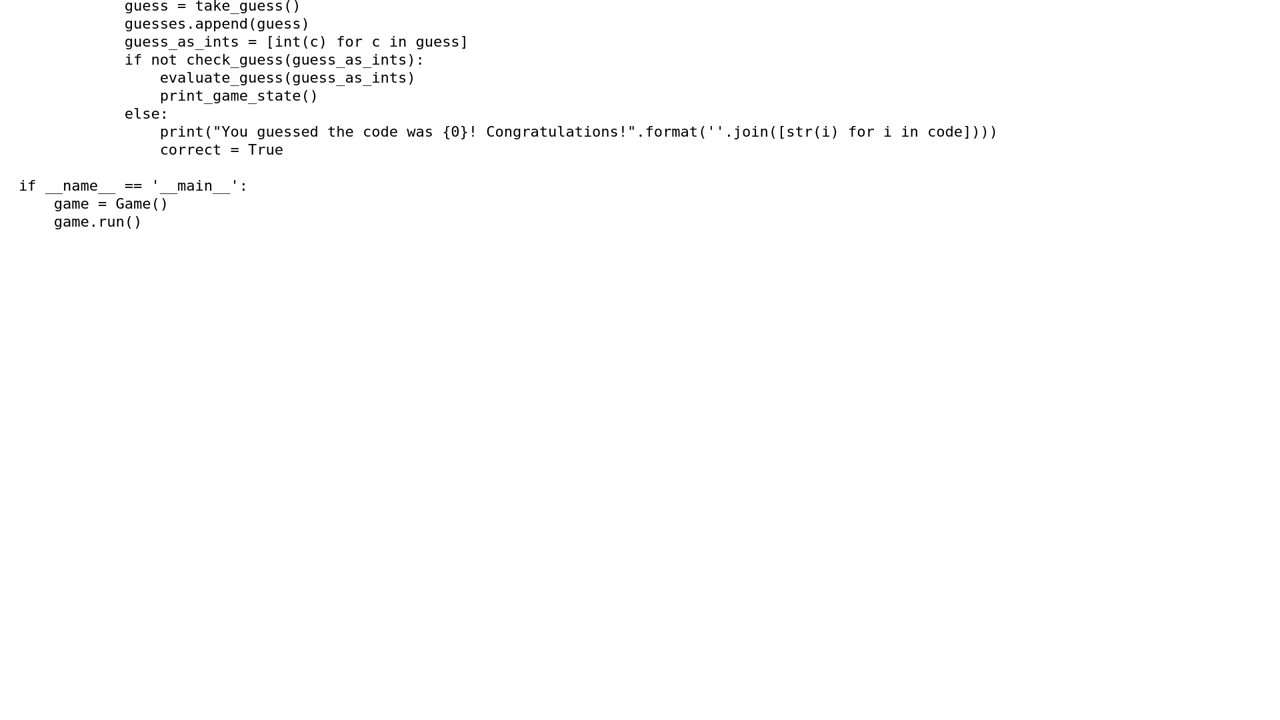 guess = take_guess()
guesses.append(guess)
guess_as_ints = [int(c) for c in guess]
if not check_guess(guess_as_ints):
evaluate_guess(guess_as_ints)
print_game_state()
else:
print("You guessed the code was {0}! Congratulations!".format(''.join([str(i) for i in code])))
correct = True
if __name__ == '__main__':
game = Game()
game.run()